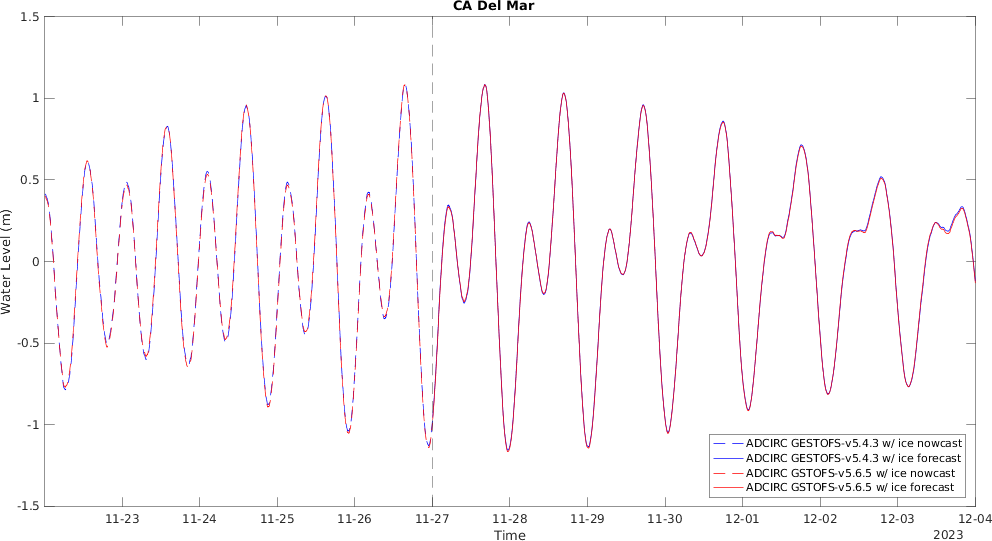 CA Del Mar
1.5
1
0.5
0
-0.5
-1
-1.5
Water Level (m)
11-23 11-24 11-25 11-26 11-27 11-28 11-29 11-30 12-01 12-02 12-03 12-04
Time
2023
ADCIRC GESTOFS-v5.4.3 w/ ice nowcast
ADCIRC GESTOFS-v5.4.3 w/ ice forecast
ADCIRC GSTOFS-v5.6.5 w/ ice nowcast
ADCIRC GSTOFS-v5.6.5 w/ ice forecast